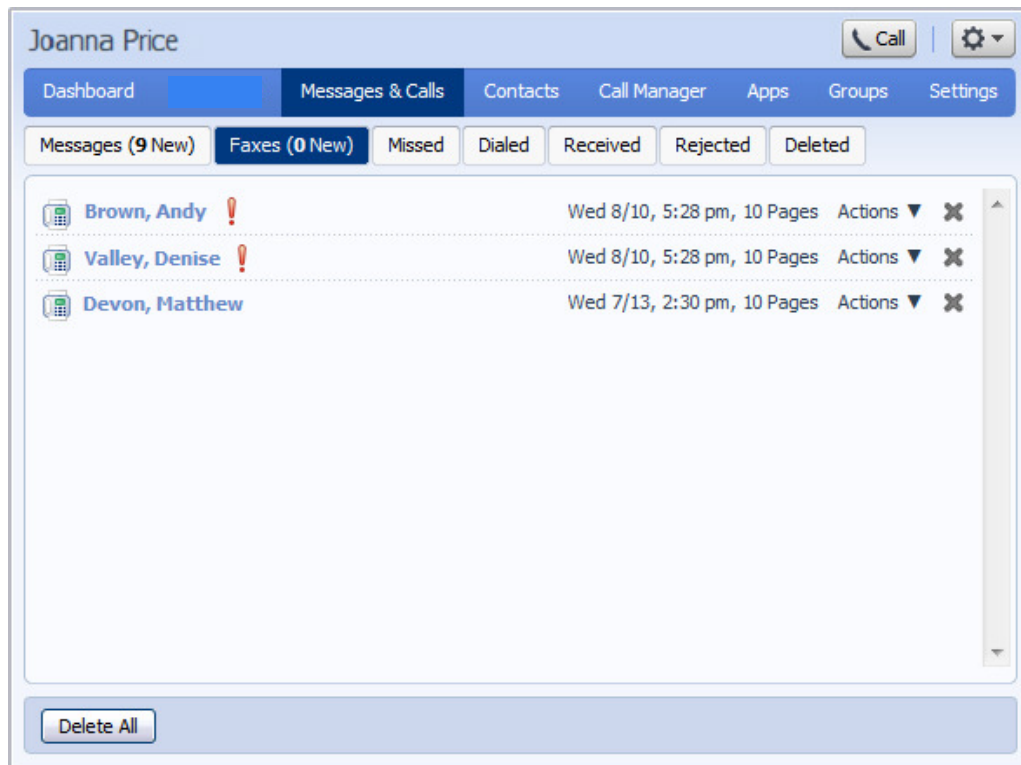 Joanna Price Call
Dashboard Messages & Calls Contacts Call Manager Apps Groups Settings
Messages (9 New) Faxes (0 New) Missed Dialed Received Rejected Deleted
Brown, Andy Wed 8/10, 5:28 pm, 10 Pages Actions ▼
Valley, Denise Wed 8/10, 5:28 pm, 10 Pages Actions ▼
Devon, Matthew Wed 7/13, 2:30 pm, 10 Pages Actions ▼
Delete All